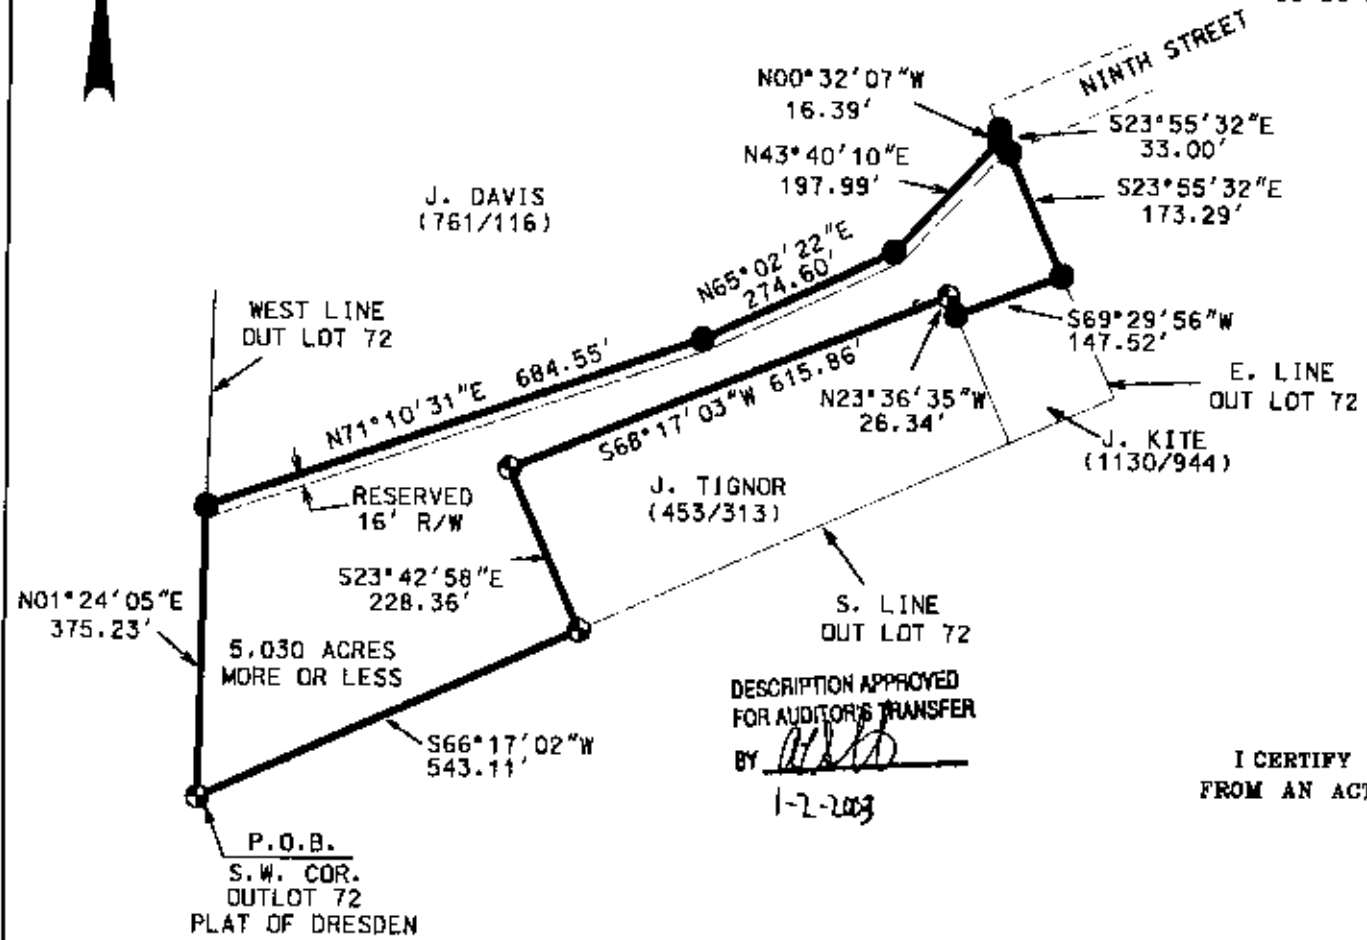 NINTH STREET
N00°32'07"W
16.39'
S23°55'32"E
33.00'
N43°40'10"E
197.99'
S23°55'32"E
173.29'
J. DAVIS
(761/116)
N65°02'22"E
274.60'
WEST LINE
OUT LOT 72
S69°29'56"W
147.52'
N71°10'31"E 684.55'
S68°17'03"W 615.86'
N23°36'35"W
26.34'
E. LINE
OUT LOT 72
J. KITE
(1130/944)
RESERVED
16' R/W
J. TIGNOR
(453/313)
S23°42'58"E
228.36'
N01°24'05"E
375.23'
S. LINE
OUT LOT 72
5.030 ACRES
MORE OR LESS
DESCRIPTION APPROVED
FOR AUDITOR'S TRANSFER
BY
1-2-2003
S66°17'02"W
543.11'
I CERTIFY
FROM AN ACT
P.O.B.
S.W. COR.
OUTLOT 72
PLAT OF DRESDEN